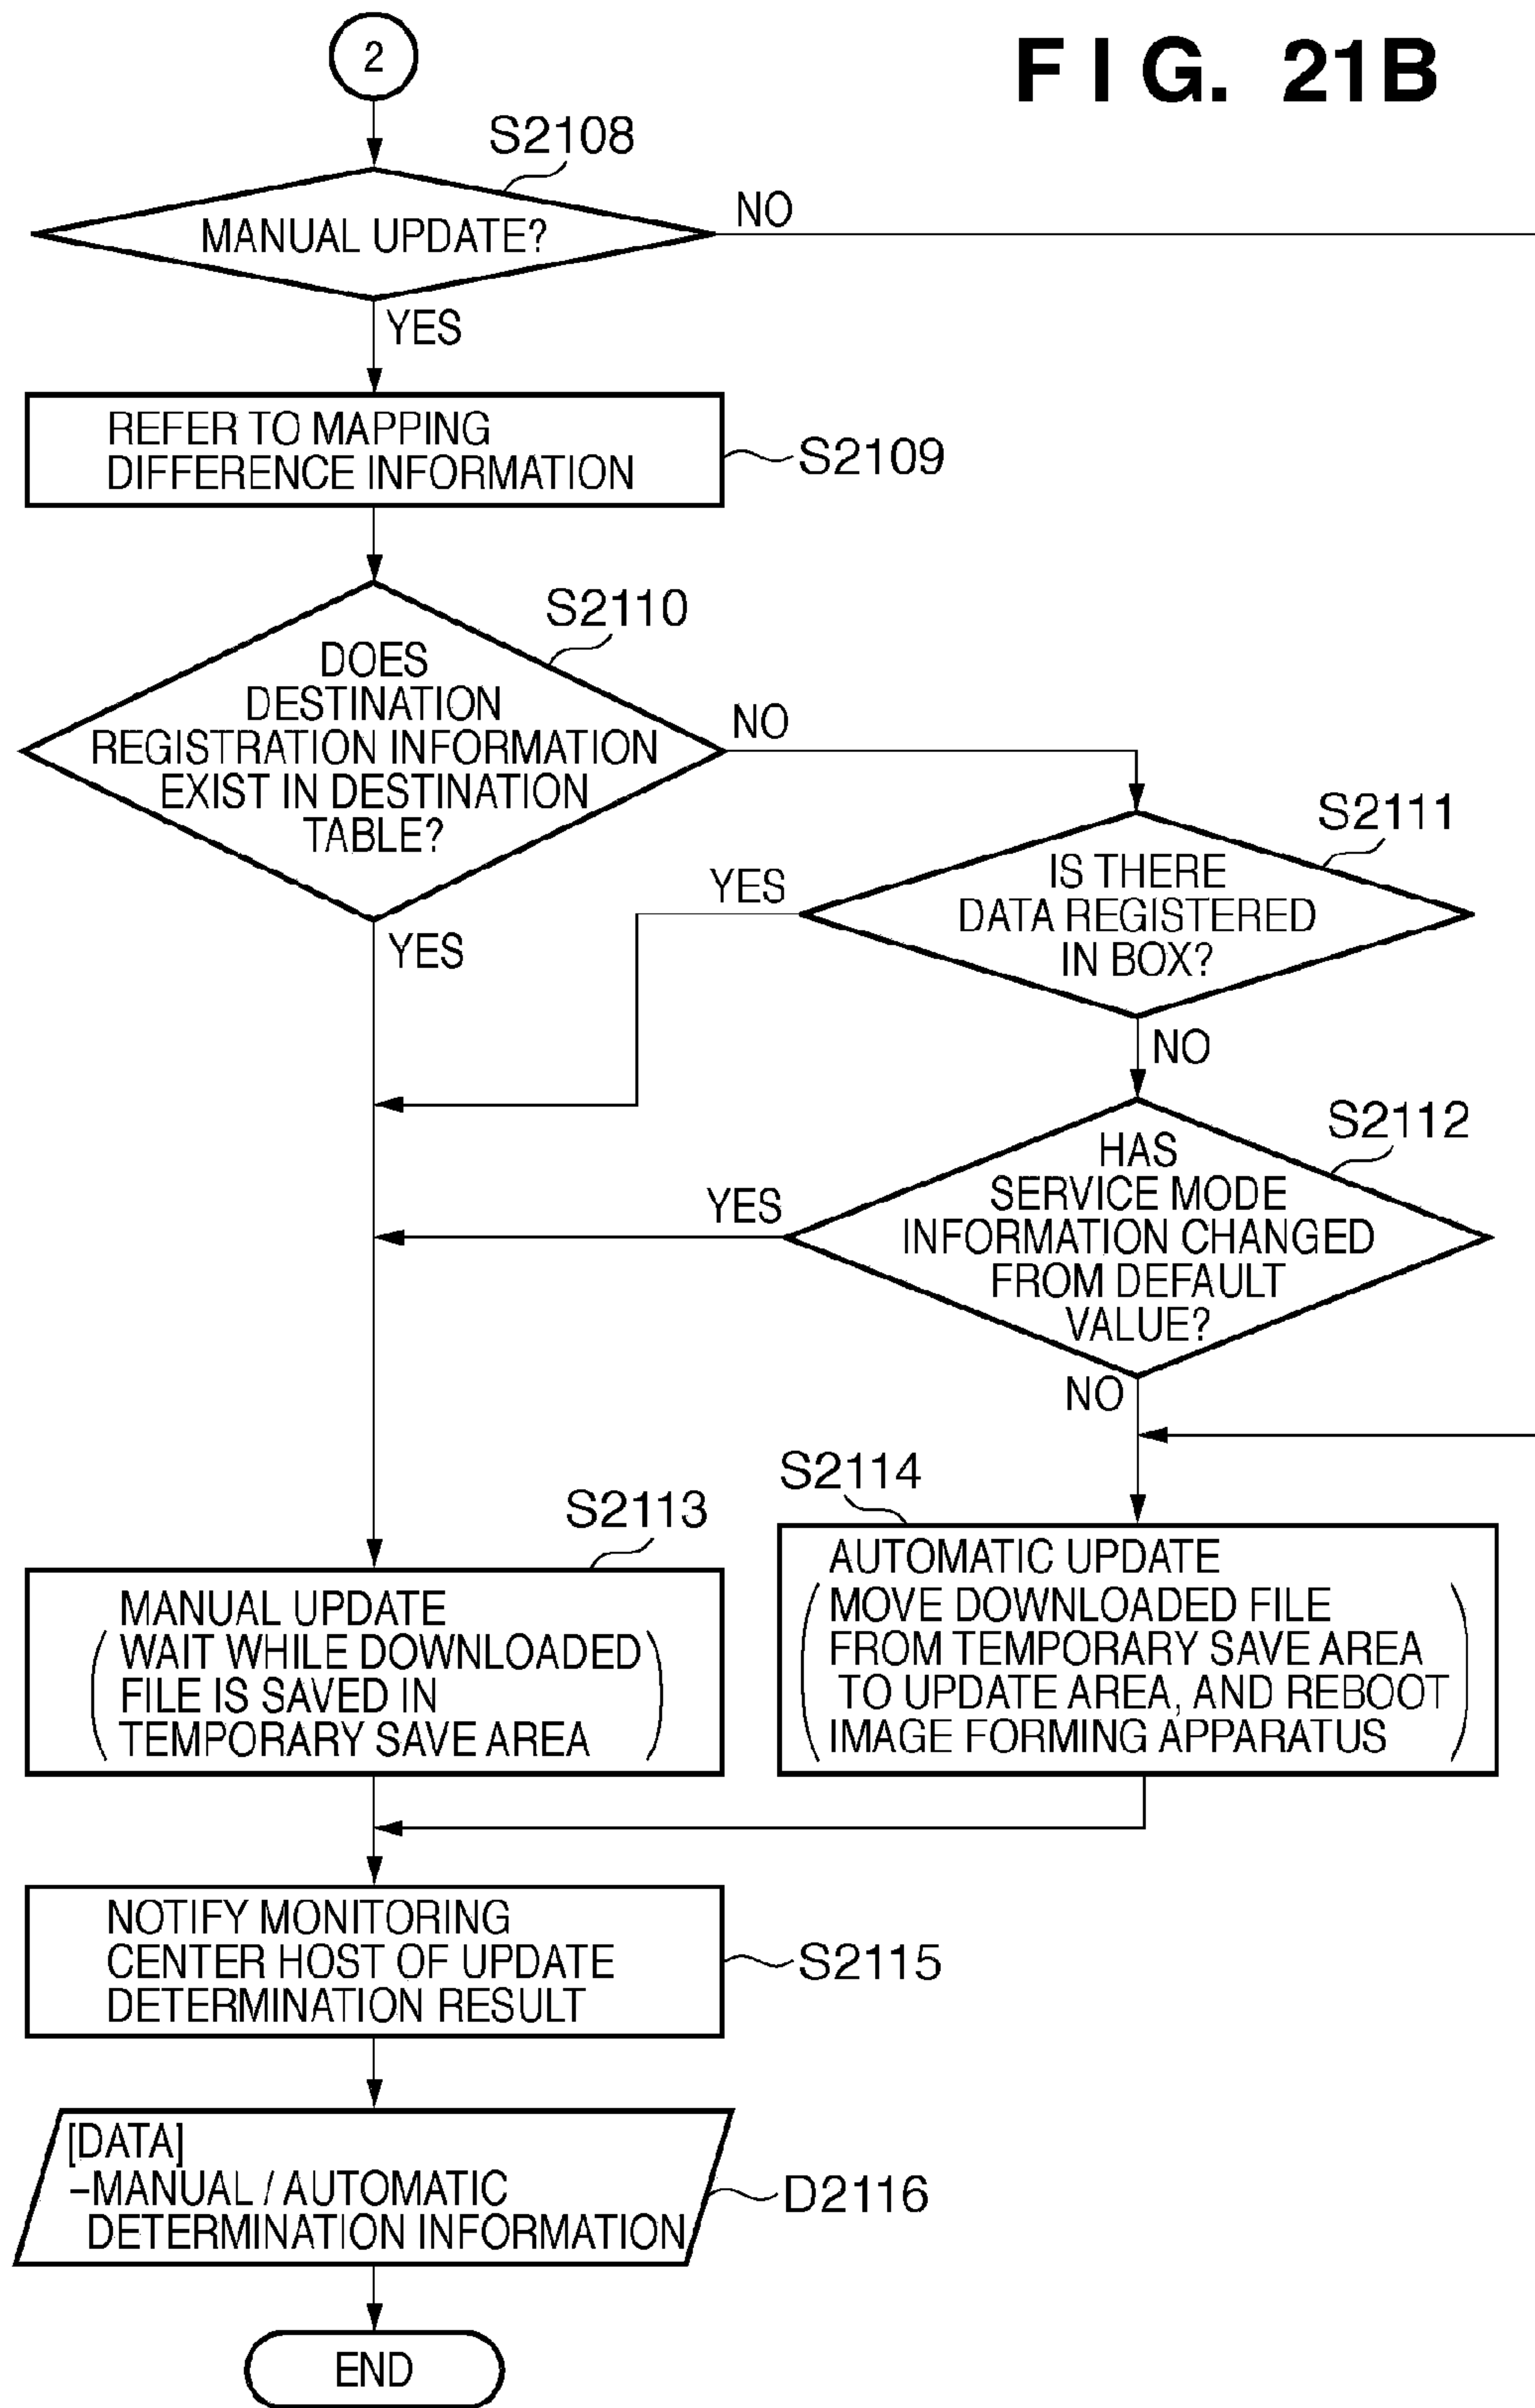 FIG. 21B
2
S2108
MANUAL UPDATE?
NO
YES
REFER TO MAPPING
DIFFERENCE INFORMATION
S2109
S2110
DOES
DESTINATION
REGISTRATION INFORMATION
EXIST IN DESTINATION
TABLE?
NO
YES
S2111
IS THERE
DATA REGISTERED
IN BOX?
YES
NO
S2112
HAS
SERVICE MODE
INFORMATION CHANGED
FROM DEFAULT
VALUE?
YES
NO
S2113
MANUAL UPDATE
(WAIT WHILE DOWNLOADED
FILE IS SAVED IN
TEMPORARY SAVE AREA)
S2114
AUTOMATIC UPDATE
(MOVE DOWNLOADED FILE
FROM TEMPORARY SAVE AREA
TO UPDATE AREA, AND REBOOT
IMAGE FORMING APPARATUS)
NOTIFY MONITORING
CENTER HOST OF UPDATE
DETERMINATION RESULT
S2115
[DATA]
-MANUAL / AUTOMATIC
DETERMINATION INFORMATION
D2116
END